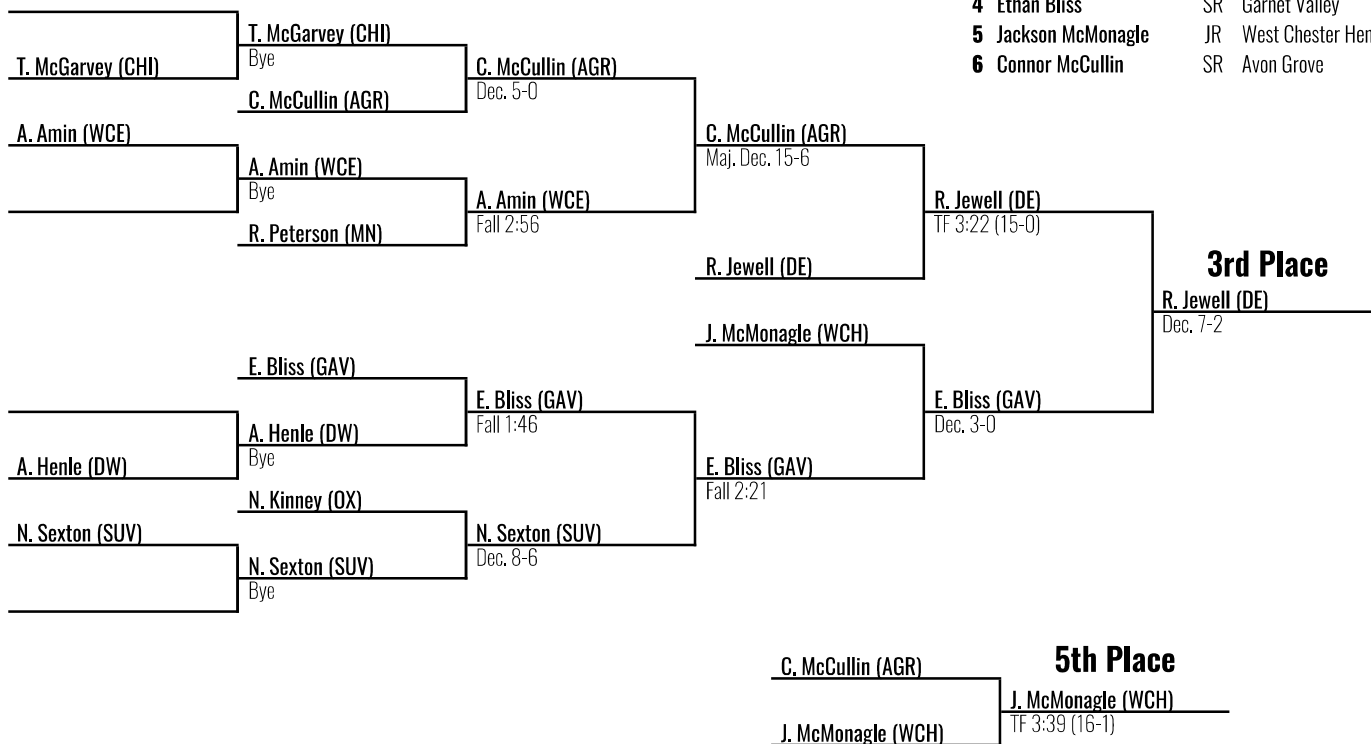 4 Ethan Bliss SR Garnet Valley
5 Jackson McMonagle JR West Chester Hen
6 Connor McCullin SR Avon Grove
T. McGarvey (CHI)
T. McGarvey (CHI)
Bye
C. McCullin (AGR)
C. McCullin (AGR)
Dec. 5-0
A. Amin (WCE)
A. Amin (WCE)
Bye
R. Peterson (MN)
A. Amin (WCE)
Fall 2:56
C. McCullin (AGR)
Maj. Dec. 15-6
R. Jewell (DE)
R. Jewell (DE)
TF 3:22 (15-0)
3rd Place
R. Jewell (DE)
Dec. 7-2
J. McMonagle (WCH)
E. Bliss (GAV)
E. Bliss (GAV)
Fall 1:46
A. Henle (DW)
A. Henle (DW)
Bye
E. Bliss (GAV)
Dec. 3-0
E. Bliss (GAV)
Fall 2:21
N. Kinney (OX)
N. Sexton (SUV)
N. Sexton (SUV)
Dec. 8-6
N. Sexton (SUV)
Bye
5th Place
C. McCullin (AGR)
J. McMonagle (WCH)
TF 3:39 (16-1)
J. McMonagle (WCH)